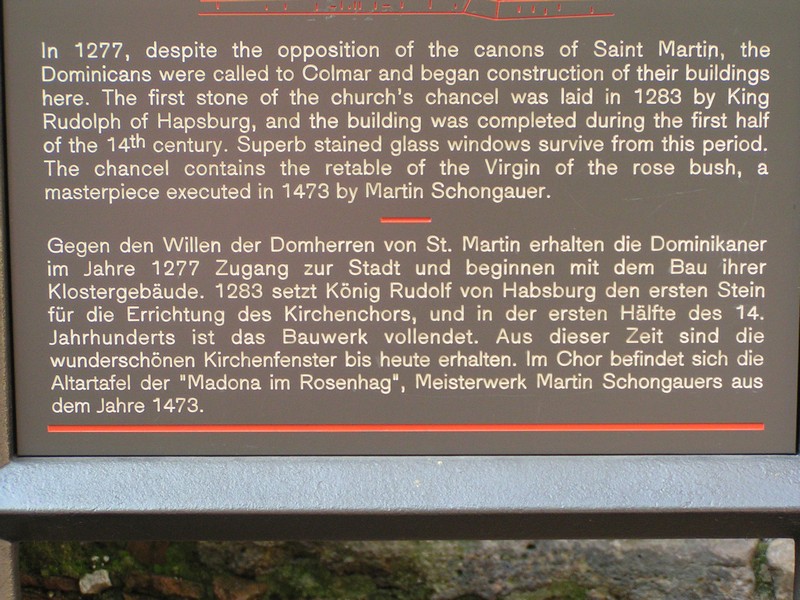 In 1277, despite the opposition of the canons of Saint Martin, the
Dominicans were called to Colmar and began construction of their buildings
here. The first stone of the church's chancel was laid in 1283 by King
Rudolph of Hapsburg, and the building was completed during the first half
of the 14th century. Superb stained glass windows survive from this period.
The chancel contains the retable of the Virgin of the rose bush, a
masterpiece executed in 1473 by Martin Schongauer.
Gegen den Willen der Domherren von St. Martin erhalten die Dominikaner
im Jahre 1277 Zugang zur Stadt und beginnen mit dem Bau ihrer
Klostergebäude. 1283 setzt König Rudolf von Habsburg den ersten Stein
für die Errichtung des Kirchenchors, und in der ersten Hälfte des 14.
Jahrhunderts ist das Bauwerk vollendet. Aus dieser Zeit sind die
wunderschönen Kirchenfenster bis heute erhalten. Im Chor befindet sich die
Altartafel der "Madona im Rosenhag", Meisterwerk Martin Schongauers aus
dem Jahre 1473.